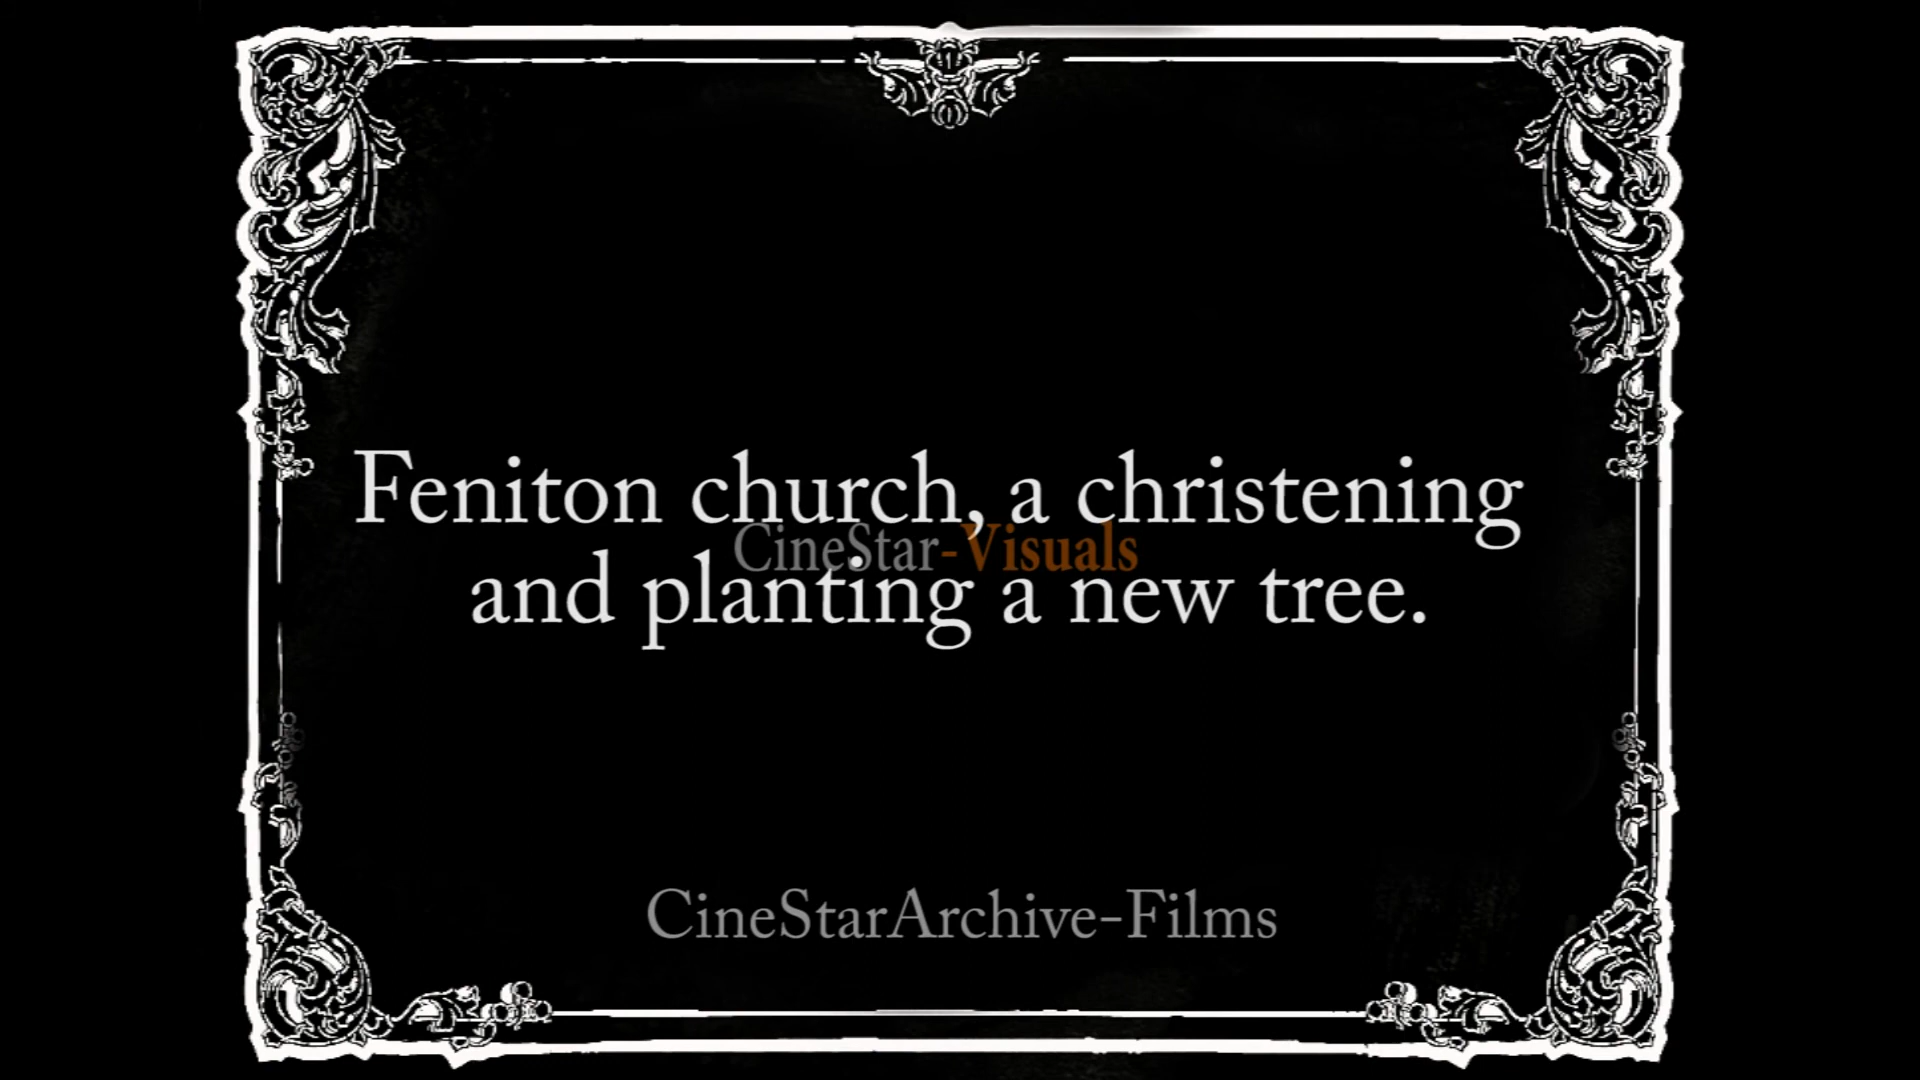 Feniton church, a christening
CineStar-Visuals
and planting a new tree.
CineStarArchive-Films